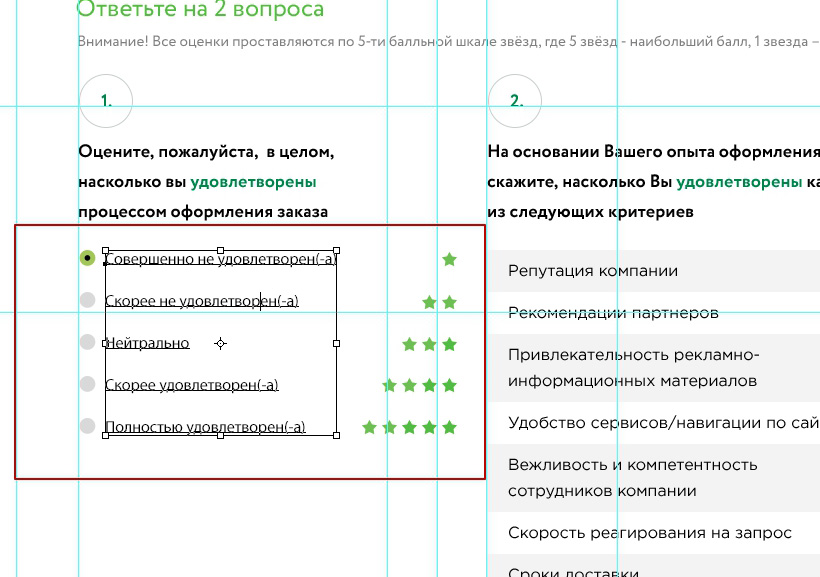 Ответьте на 2 вопроса
Внимание! Все оценки проставляются по 5-ти балльной шкале звёзд, где 5 звёзд - наибольший балл, 1 звезда –
1.
Оцените, пожалуйста, в целом,
насколько вы удовлетворены
процессом оформления заказа
Совершенно не удовлетворен(-а)
Скорее не удовлетворен(-а)
Нейтрально
Скорее удовлетворен(-а)
Полностью удовлетворен(-а)
2.
На основании Вашего опыта оформления
скажите, насколько Вы удовлетворены ка
из следующих критериев
Репутация компании
Рекомендации партнеров
Привлекательность рекламно-
информационных материалов
Удобство сервисов/навигации по сай
Вежливость и компетентность
сотрудников компании
Скорость реагирования на запрос
Сроки доставки